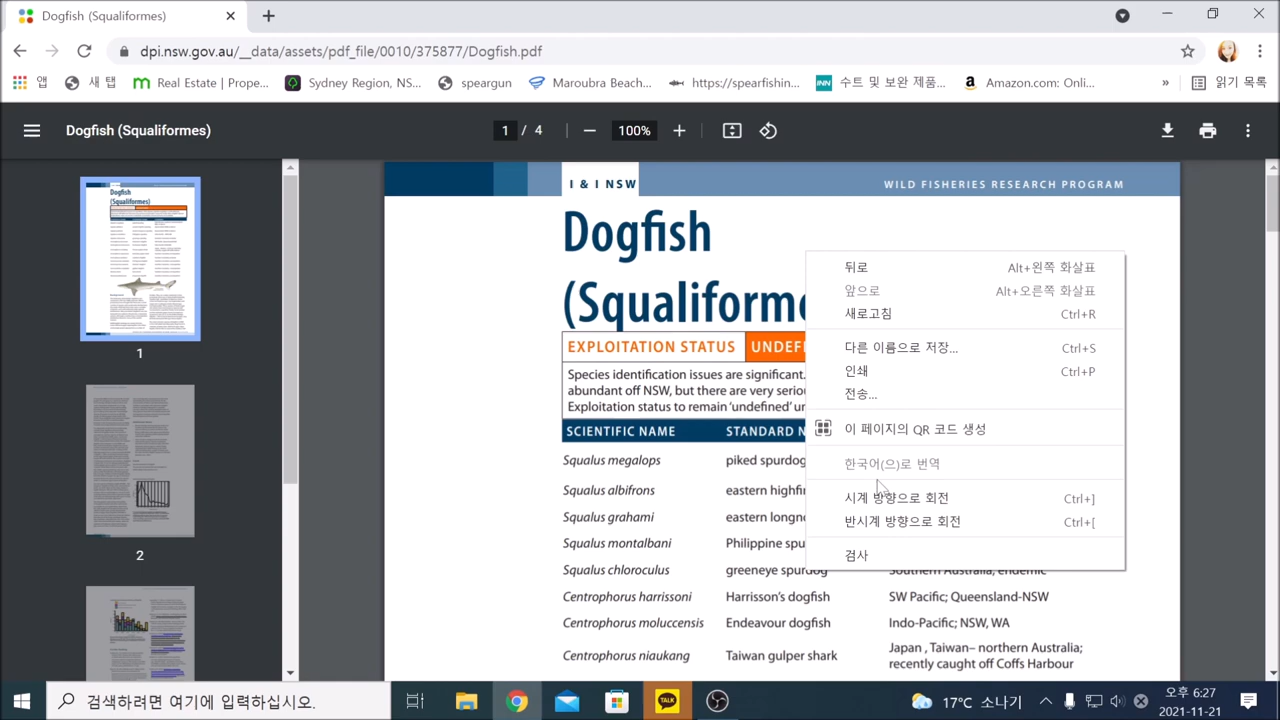 Dogfish (Squaliformes)
dpi.nsw.gov.au/__data/assets/pdf_file/0010/375877/Dogfish.pdf
앱
새 탭
Real Estate | Prope...
Sydney Region, NS...
speargun
Maroubra Beach...
https://spearfishin...
INN
수트 및 보완 제품...
Amazon.com: Onli...
»
읽기 목록
Dogfish (Squaliformes)
1 / 4
100%
1
2
I & I NSW
WILD FISHERIES RESEARCH PROGRAM
Dogfish
(Squaliforme
EXPLOITATION STATUS
UNDEF
Species identification issues are significant.
abundant off NSW, but there are very seriou
Exploitation status to remain 'undefined' un
SCIENTIFIC NAME
STANDARD N
Squalus megalops
piked spurdog
Squalus albifrons
eastern highfi
Squalus grahami
eastern longno
Squalus montalbani
Philippine spu
Squalus chloroculus
greeneye spurdog
Southern Australia; endemic
Centrophorus harrissoni
Harrisson's dogfish
SW Pacific; Queensland-NSW
Centrophorus moluccensis
Endeavour dogfish
Indo-Pacific; NSW, WA
Centrophorus niaukang
Taiwan gulper shark
Japan , Taiwan– northern Australia;
recently caught off Coffs Harbour
뒤로 Alt+왼쪽 화살표
앞으로 Alt+오른쪽 화살표
새로고침 Ctrl+R
다른 이름으로 저장... Ctrl+S
인쇄 Ctrl+P
전송...
이 페이지의 QR 코드 생성
한국어(으)로 번역
시계 방향으로 회전 Ctrl+]
반시계 방향으로 회전 Ctrl+[
검사
검색하려면 여기에 입력하십시오.
TALK
17°C 소나기
오후 6:27
2021-11-21